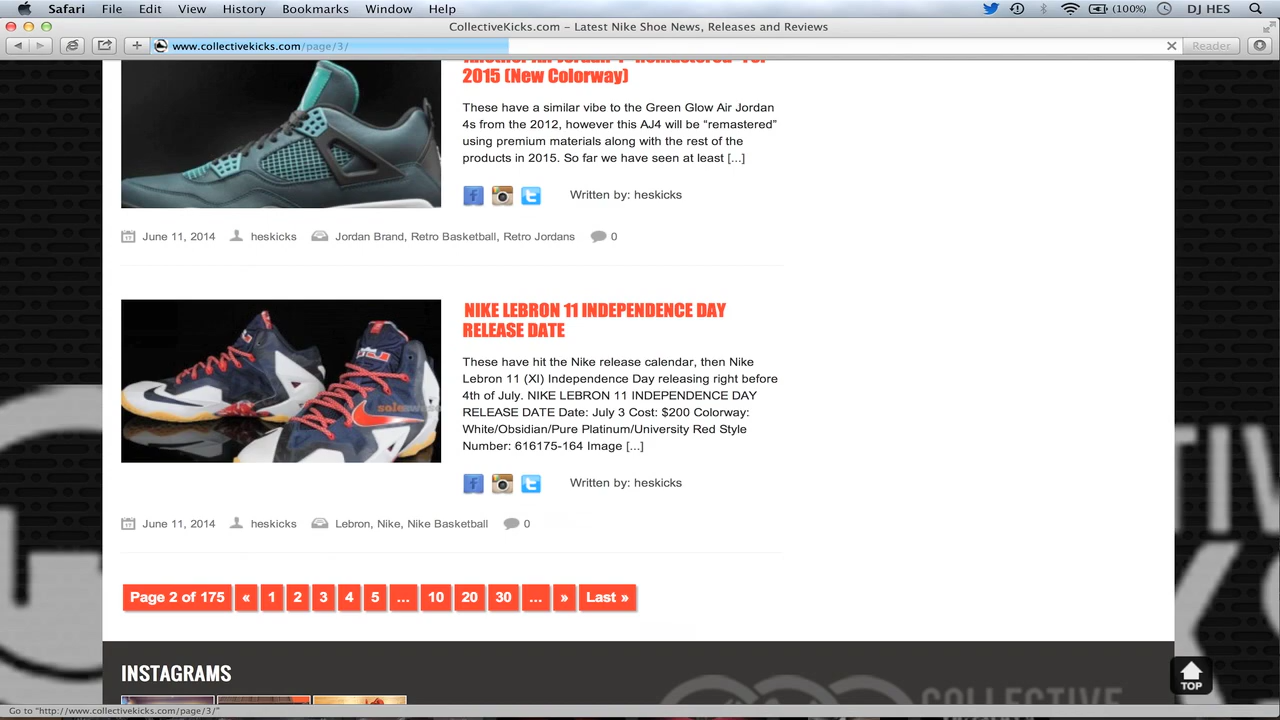 Safari File Edit View History Bookmarks Window Help (100%) DJ HES
CollectiveKicks.com – Latest Nike Shoe News, Releases and Reviews
www.collectivekicks.com/page/3/ Reader
2015 (New Colorway)
These have a similar vibe to the Green Glow Air Jordan
4s from the 2012, however this AJ4 will be “remastered”
using premium materials along with the rest of the
products in 2015. So far we have seen at least [...]
Written by: heskicks
June 11, 2014 heskicks Jordan Brand, Retro Basketball, Retro Jordans 0
NIKE LEBRON 11 INDEPENDENCE DAY
RELEASE DATE
These have hit the Nike release calendar, then Nike
Lebron 11 (XI) Independence Day releasing right before
4th of July. NIKE LEBRON 11 INDEPENDENCE DAY
RELEASE DATE Date: July 3 Cost: $200 Colorway:
White/Obsidian/Pure Platinum/University Red Style
Number: 616175-164 Image [...]
Written by: heskicks
June 11, 2014 heskicks Lebron, Nike, Nike Basketball 0
Page 2 of 175 « 1 2 3 4 5 ... 10 20 30 ... » Last »
INSTAGRAMS
TOP
COLLECTIVE
Go to "http://www.collectivekicks.com/page/3/"